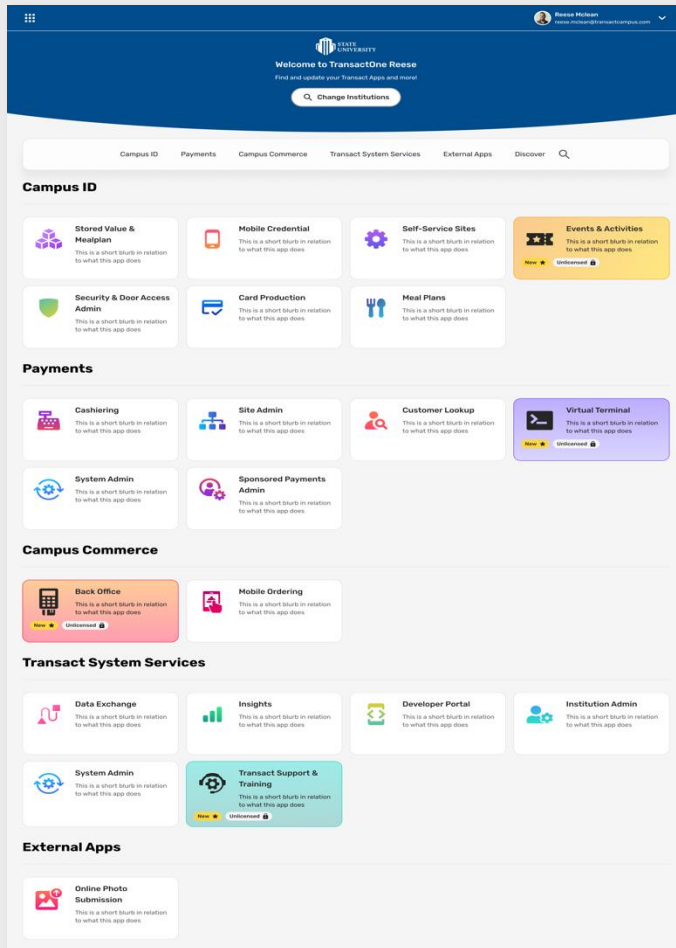 Reese Mclean
reese.mclean@transactcampus.com
STATE
UNIVERSITY
Welcome to TransactOne Reese
Find and update your Transact Apps and more!
Change Institutions
Campus ID Payments Campus Commerce Transact System Services External Apps Discover
Campus ID
Stored Value &
Mealplan
This is a short blurb in relation
to what this app does
Mobile Credential
This is a short blurb in relation
to what this app does
Self-Service Sites
This is a short blurb in relation
to what this app does
Events & Activities
This is a short blurb in relation
to what this app does
New Unlicensed
Security & Door Access
Admin
This is a short blurb in relation
to what this app does
Card Production
This is a short blurb in relation
to what this app does
Meal Plans
This is a short blurb in relation
to what this app does
Payments
Cashiering
This is a short blurb in relation
to what this app does
Site Admin
This is a short blurb in relation
to what this app does
Customer Lookup
This is a short blurb in relation
to what this app does
Virtual Terminal
This is a short blurb in relation
to what this app does
New Unlicensed
System Admin
This is a short blurb in relation
to what this app does
Sponsored Payments
Admin
This is a short blurb in relation
to what this app does
Campus Commerce
Back Office
This is a short blurb in relation
to what this app does
New Unlicensed
Mobile Ordering
This is a short blurb in relation
to what this app does
Transact System Services
Data Exchange
This is a short blurb in relation
to what this app does
Insights
This is a short blurb in relation
to what this app does
Developer Portal
This is a short blurb in relation
to what this app does
Institution Admin
This is a short blurb in relation
to what this app does
System Admin
This is a short blurb in relation
to what this app does
Transact Support &
Training
This is a short blurb in relation
to what this app does
New Unlicensed
External Apps
Online Photo
Submission
This is a short blurb in relation
to what this app does